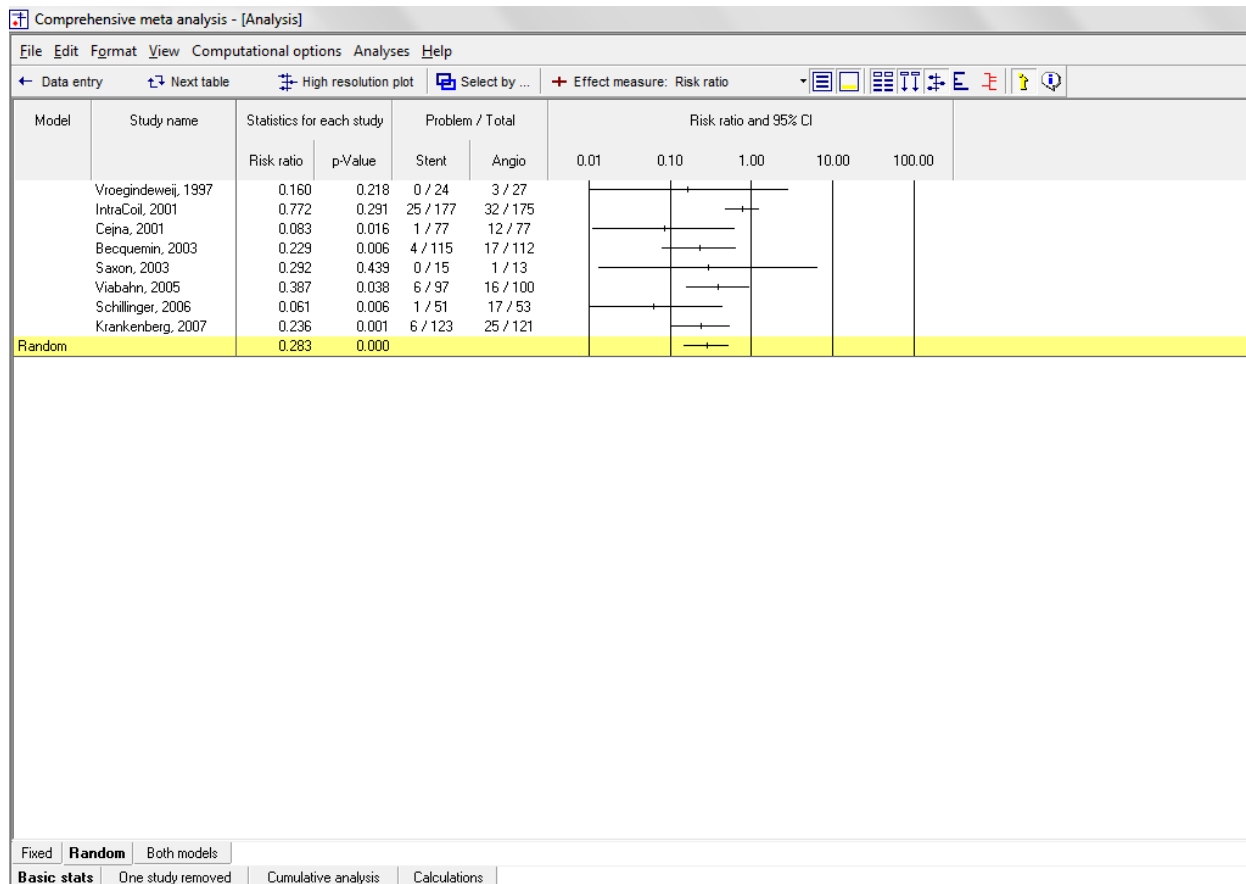 Comprehensive meta analysis - [Analysis]
File Edit Format View Computational options Analyses Help
← Data entry Next table High resolution plot Select by ... + Effect measure: Risk ratio
Model Study name Statistics for each study Problem / Total Risk ratio and 95% CI
Risk ratio p-Value Stent Angio 0.01 0.10 1.00 10.00 100.00
Vroegindeweij, 1997 0.160 0.218 0 / 24 3 / 27
IntraCoil, 2001 0.772 0.291 25 / 177 32 / 175
Cejna, 2001 0.083 0.016 1 / 77 12 / 77
Becquemin, 2003 0.229 0.006 4 / 115 17 / 112
Saxon, 2003 0.292 0.439 0 / 15 1 / 13
Viabahn, 2005 0.387 0.038 6 / 97 16 / 100
Schillinger, 2006 0.061 0.006 1 / 51 17 / 53
Krankenberg, 2007 0.236 0.001 6 / 123 25 / 121
Random 0.283 0.000
Fixed Random Both models
Basic stats One study removed Cumulative analysis Calculations